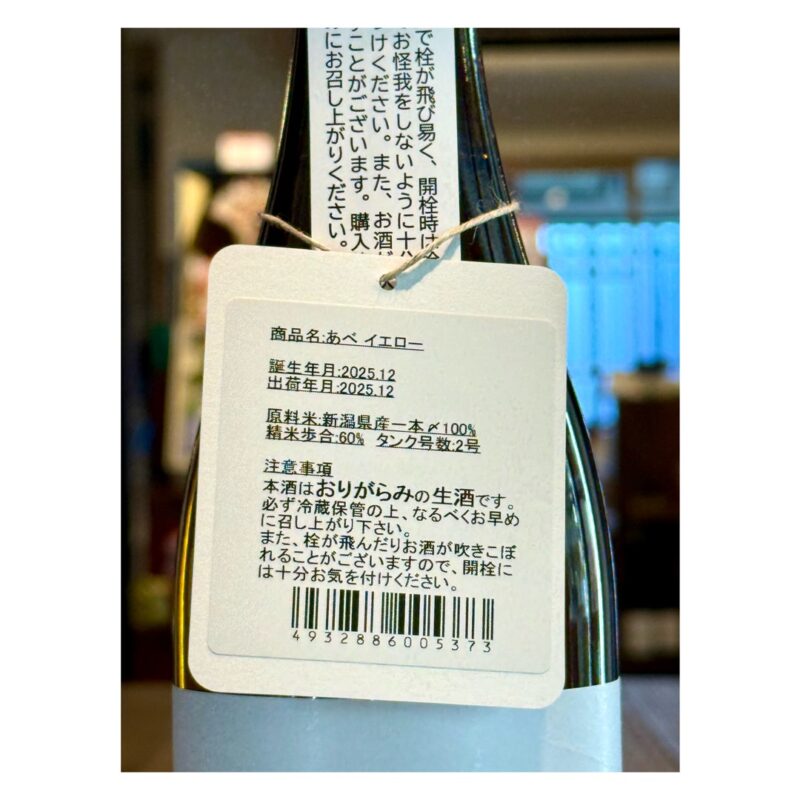 で栓が飛び易く、開栓時は
お怪我をしないように十分
けください。また、お酒が
ことがございます。購入
にお召し上がりください。
商品名:あべ イエロー
誕生年月:2025.12
出荷年月:2025.12
原料米:新潟県産一本〆100%
精米歩合:60% タンク号数:2号
注意事項
本酒はおりがらみの生酒です。
必ず冷蔵保管の上、なるべくお早め
に召し上がり下さい。
また、栓が飛んだりお酒が吹きこぼ
れることがございますので、開栓に
は十分お気を付けください。
4932886005373